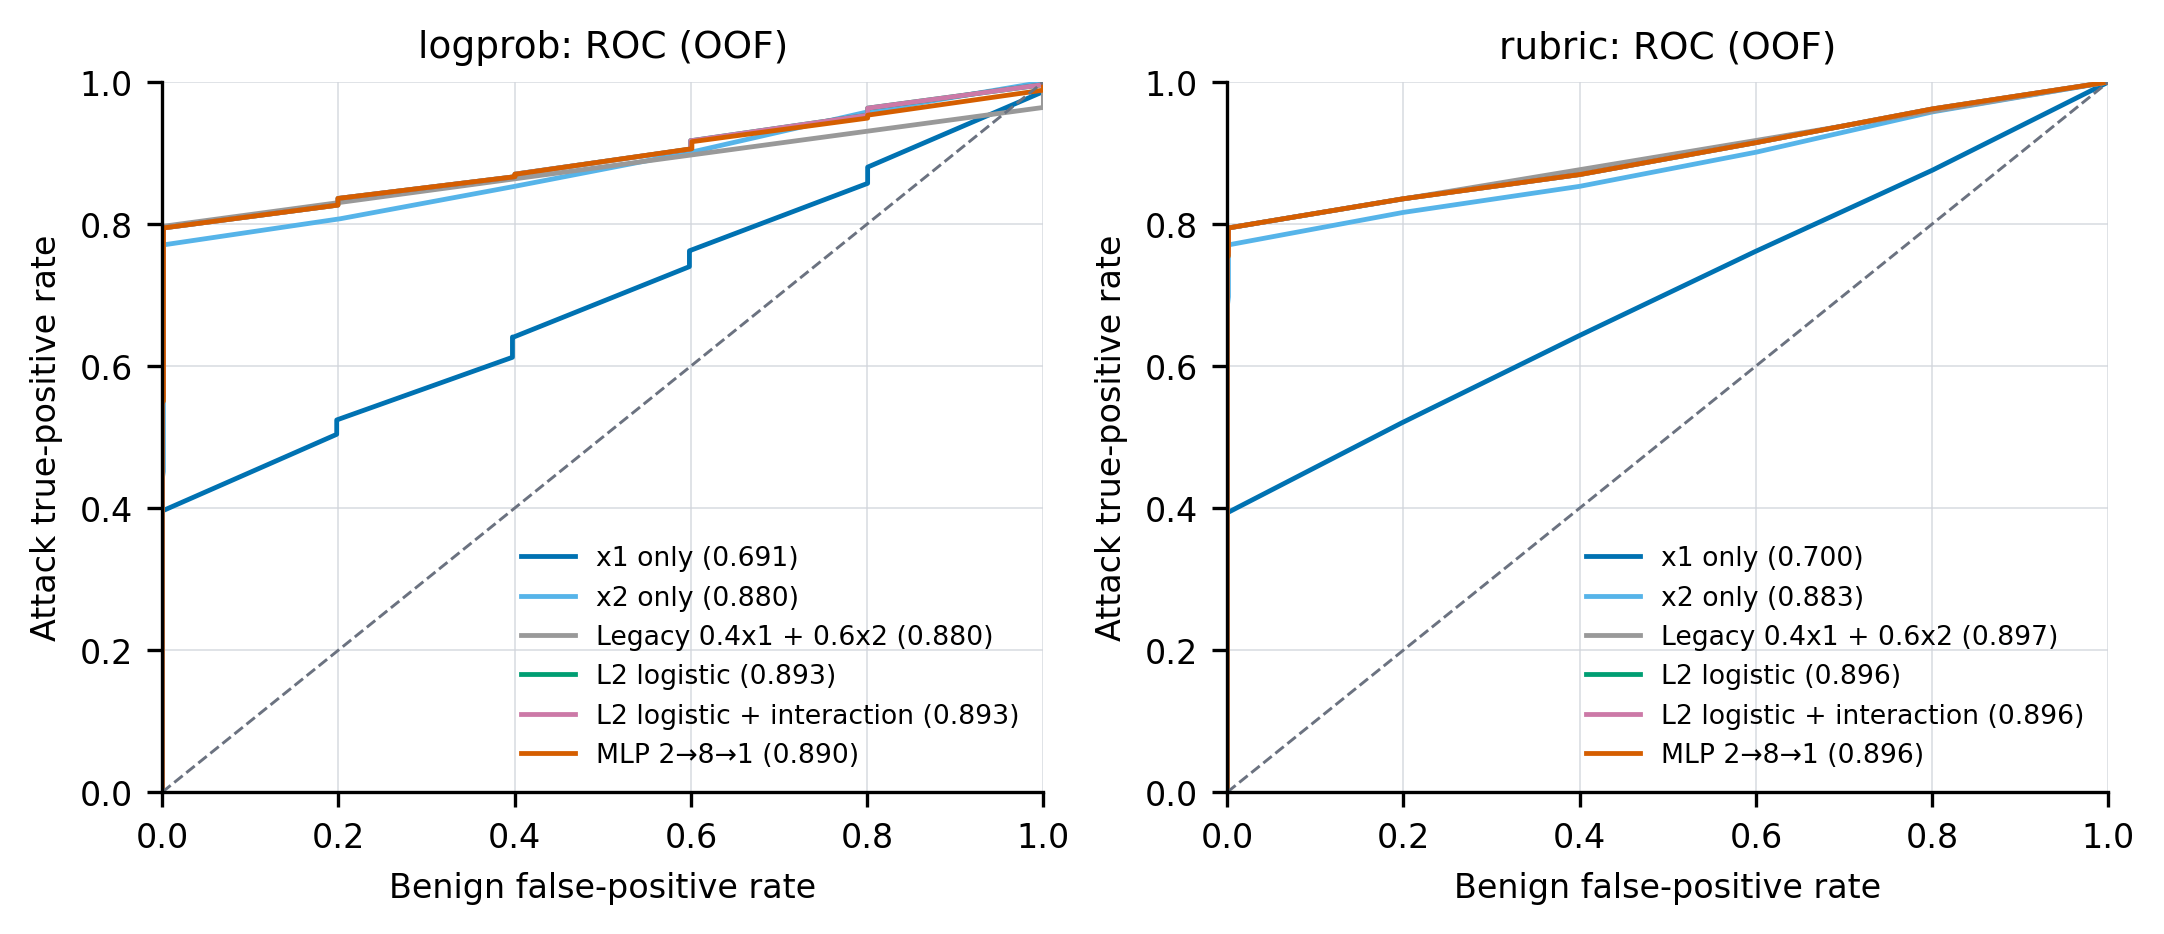 logprob: ROC (OOF)
1.0
0.8
0.6
0.4
0.2
0.0
Attack true-positive rate
x1 only (0.691)
x2 only (0.880)
Legacy 0.4x1 + 0.6x2 (0.880)
L2 logistic (0.893)
L2 logistic + interaction (0.893)
MLP 2→8→1 (0.890)
0.0 0.2 0.4 0.6 0.8 1.0
Benign false-positive rate
rubric: ROC (OOF)
1.0
0.8
0.6
0.4
0.2
0.0
Attack true-positive rate
x1 only (0.700)
x2 only (0.883)
Legacy 0.4x1 + 0.6x2 (0.897)
L2 logistic (0.896)
L2 logistic + interaction (0.896)
MLP 2→8→1 (0.896)
0.0 0.2 0.4 0.6 0.8 1.0
Benign false-positive rate